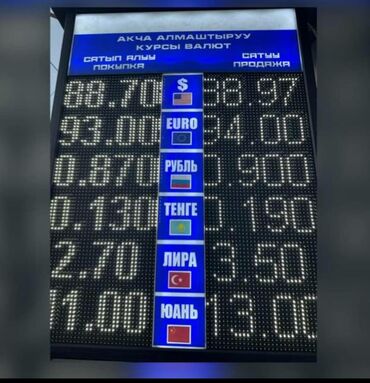 АКЧА АЛМАШТЫРУУ
КУРСЫ ВАЛЮТ
САТЫП АЛУУ САТУУ
ПОКУПКА ПРОДАЖА
88.70 $ 88.97
93.00 EURO 94.00
0.870 РУБЛЬ 0.900
0.130 ТЕНГЕ 0.190
2.70 ЛИРА 3.50
11.00 ЮАНЬ 13.00